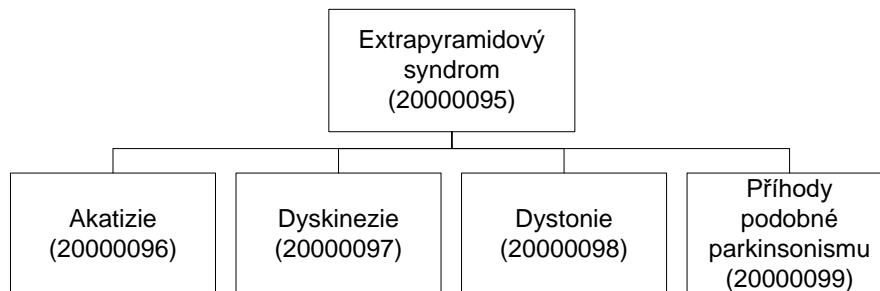 Extrapyramidový
syndrom
(20000095)
Akatizie
(20000096)
Dyskinezie
(20000097)
Dystonie
(20000098)
Příhody
podobné
parkinsonismu
(20000099)